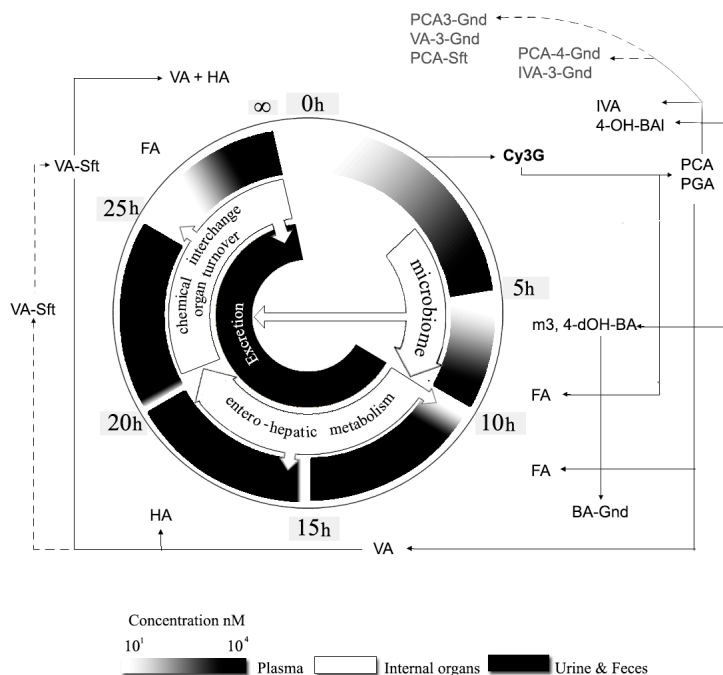 PCA3-Gnd
VA-3-Gnd
PCA-Sft
PCA-4-Gnd
IVA-3-Gnd
VA + HA
∞
0h
IVA
4-OH-BAl
FA
Cy3G
VA-Sft
PCA
PGA
25h
chemical interchange
organ turnover
microbiome
5h
VA-Sft
m3, 4-dOH-BA
Excretion
FA
entero-hepatic metabolism
20h
10h
FA
HA
15h
BA-Gnd
VA
Concentration nM
10¹
10⁴
Plasma
Internal organs
Urine & Feces